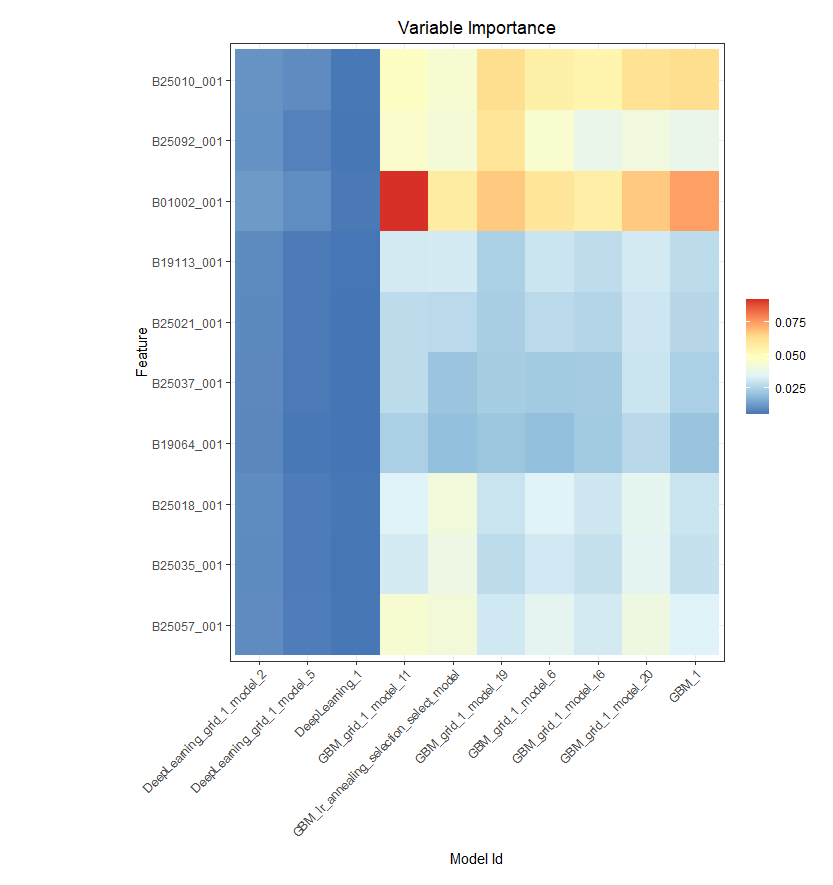 Variable Importance
B25010_001
B25092_001
B01002_001
B19113_001
B25021_001
B25037_001
B19064_001
B25018_001
B25035_001
B25057_001
Feature
0.075
0.050
0.025
DeepLearning_grid_1_model_2
DeepLearning_grid_1_model_5
DeepLearning_1
GBM_grid_1_model_11
GBM_lr_annealing_selection_select_model
GBM_grid_1_model_19
GBM_grid_1_model_6
GBM_grid_1_model_16
GBM_grid_1_model_20
GBM_1
Model Id